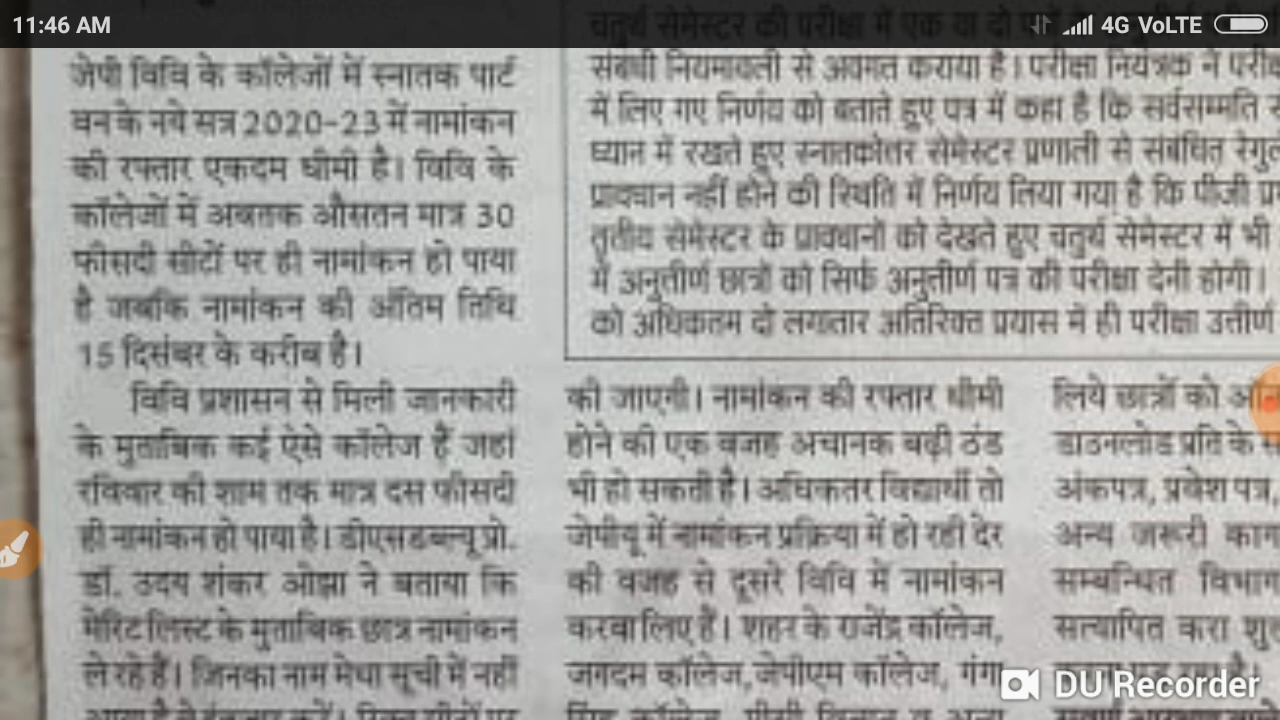 11:46 AM
4G VoLTE
जेपी विवि के कॉलेजों में स्नातक पार्ट
वन के नये सत्र 2020-23 में नामांकन
की रफ्तार एकदम धीमी है। विवि के
कॉलेजों में अबतक औसतन मात्र 30
फीसदी सीटों पर ही नामांकन हो पाया
है जबकि नामांकन की अंतिम तिथि
15 दिसंबर के करीब है।
विवि प्रशासन से मिली जानकारी
के मुताबिक कई ऐसे कॉलेज हैं जहां
रविवार की शाम तक मात्र दस फीसदी
ही नामांकन हो पाया है। डीएसडब्ल्यू प्रो.
डॉ. उदय शंकर ओझा ने बताया कि
मेरिट लिस्ट के मुताबिक छात्र नामांकन
ले रहे हैं। जिनका नाम मेधा सूची में नहीं
चतुर्थ सेमेस्टर की परीक्षा में एक या दो
संबंधी नियमावली से अवगत कराया है। परीक्षा नियंत्रक ने
में लिए गए निर्णय को बताते हुए पत्र में कहा है कि सर्वसम्मति
ध्यान में रखते हुए स्नातकोत्तर सेमेस्टर प्रणाली से संबंधित
प्रावधान नहीं होने की स्थिति में निर्णय लिया गया है कि पीजी
तृतीय सेमेस्टर के प्रावधानों को देखते हुए चतुर्थ सेमेस्टर में भी
में अनुतीर्ण छात्रों को सिर्फ अनुतीर्ण पत्र की परीक्षा देनी होगी।
को अधिकतम दो लगातार अतिरिक्त प्रयास में ही परीक्षा उत्तीर्ण
की जाएगी। नामांकन की रफ्तार धीमी
होने की एक वजह अचानक बढ़ी ठंड
भी हो सकती है। अधिकतर विद्यार्थी तो
जेपीयू में नामांकन प्रक्रिया में हो रही देर
की वजह से दूसरे विवि में नामांकन
करवा लिए हैं। शहर के राजेंद्र कॉलेज,
जगदम कॉलेज, जेपीएम कॉलेज, गंगा
लिये छात्रों को
डाउनलोड प्रति के
अंकपत्र, प्रवेश पत्र,
अन्य जरूरी
सम्बन्धित
सत्यापित करा
DU Recorder